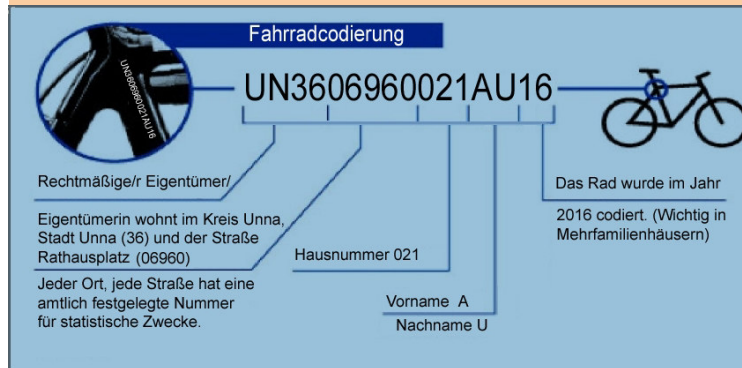 Fahrradcodierung
UN3606960021AU16
UN3606960021AU16
Rechtmäßige/r Eigentümer/
Eigentümerin wohnt im Kreis Unna,
Stadt Unna (36) und der Straße
Rathausplatz (06960)
Jeder Ort, jede Straße hat eine
amtlich festgelegte Nummer
für statistische Zwecke.
Hausnummer 021
Vorname A
Nachname U
Das Rad wurde im Jahr
2016 codiert. (Wichtig in
Mehrfamilienhäusern)